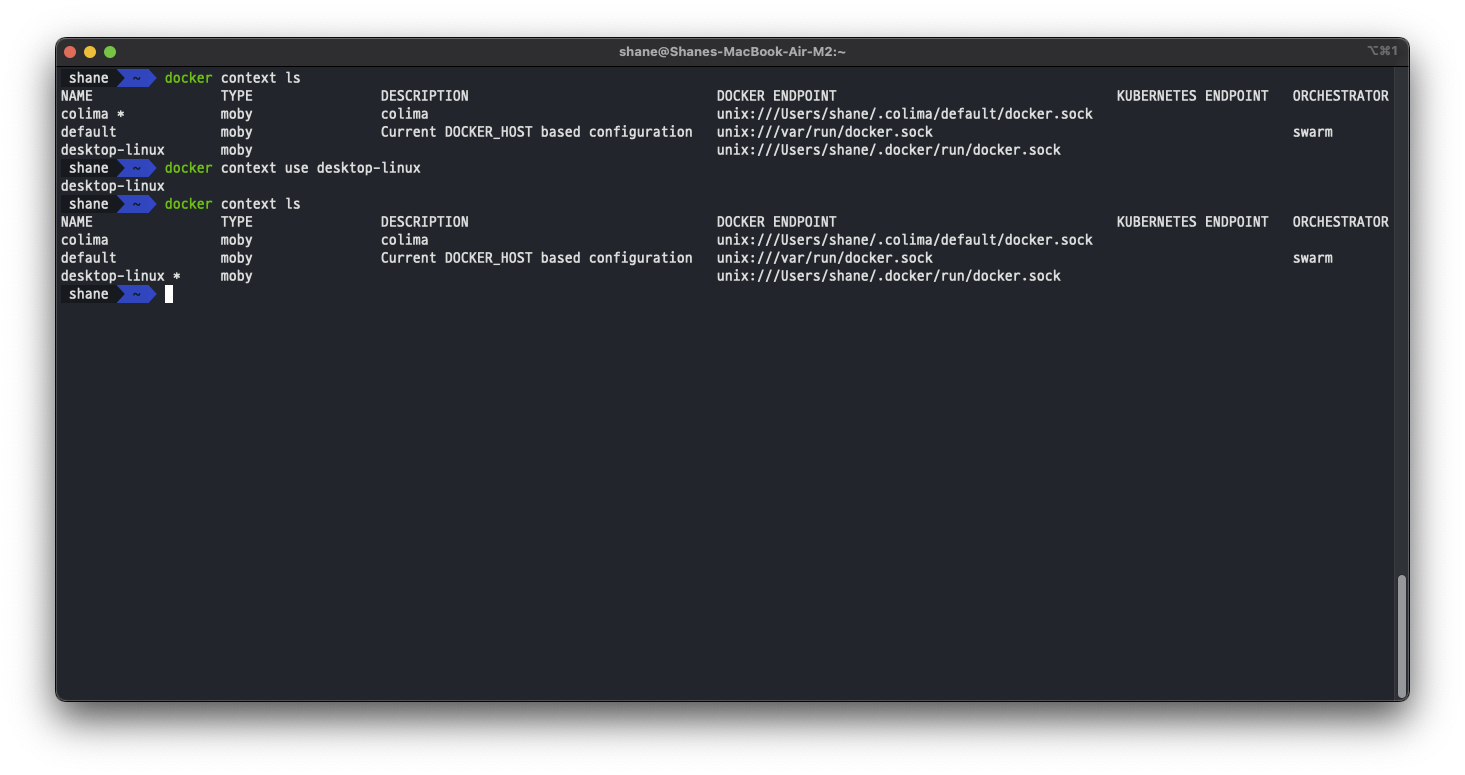 shane@Shanes-MacBook-Air-M2:~ ⌥⌘1
shane ~ docker context ls
NAME TYPE DESCRIPTION DOCKER ENDPOINT KUBERNETES ENDPOINT ORCHESTRATOR
colima * moby colima unix:///Users/shane/.colima/default/docker.sock
default moby Current DOCKER_HOST based configuration unix:///var/run/docker.sock swarm
desktop-linux moby unix:///Users/shane/.docker/run/docker.sock
shane ~ docker context use desktop-linux
desktop-linux
shane ~ docker context ls
NAME TYPE DESCRIPTION DOCKER ENDPOINT KUBERNETES ENDPOINT ORCHESTRATOR
colima moby colima unix:///Users/shane/.colima/default/docker.sock
default moby Current DOCKER_HOST based configuration unix:///var/run/docker.sock swarm
desktop-linux * moby unix:///Users/shane/.docker/run/docker.sock
shane ~